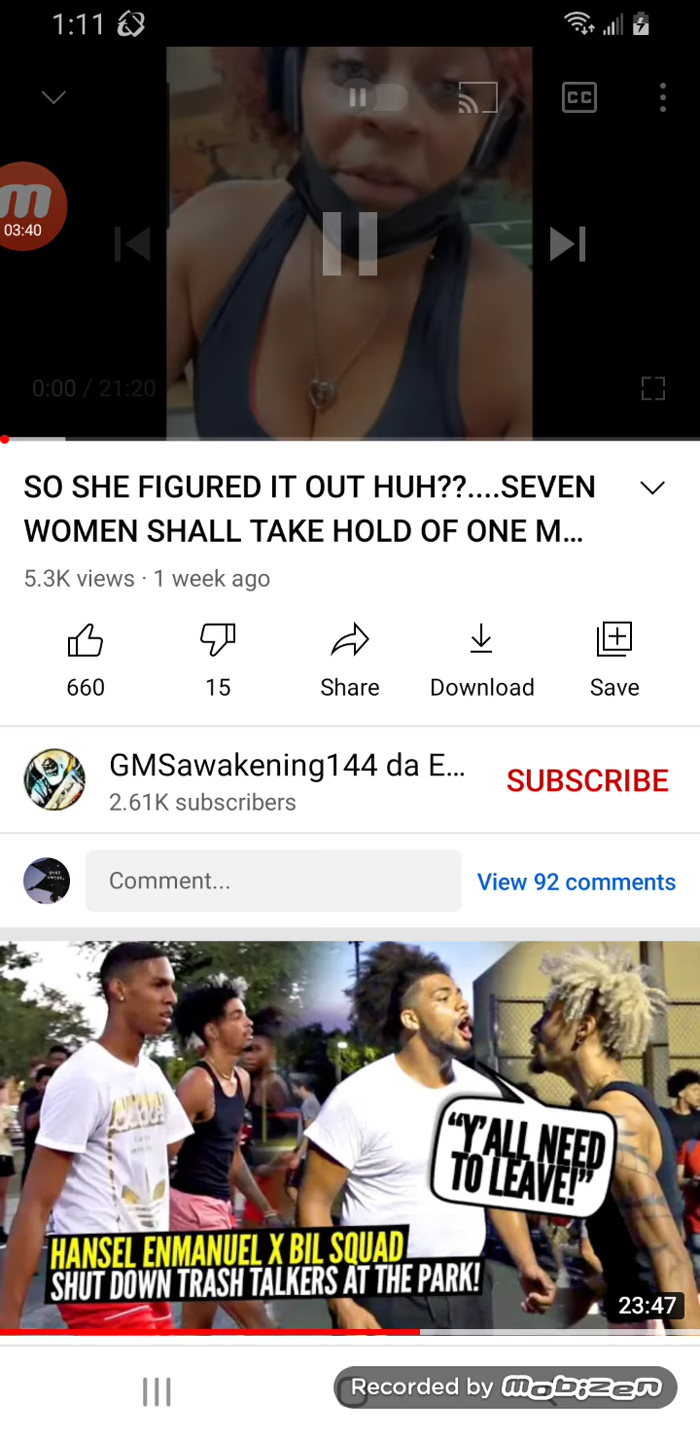 1:11
CC
m
03:40
0:00 / 21:20
SO SHE FIGURED IT OUT HUH??....SEVEN
WOMEN SHALL TAKE HOLD OF ONE M...
5.3K views · 1 week ago
660
15
Share
Download
Save
GMSawakening144 da E...
SUBSCRIBE
2.61K subscribers
Comment...
View 92 comments
“Y'ALL NEED
TO LEAVE!”
HANSEL ENMANUEL X BIL SQUAD
SHUT DOWN TRASH TALKERS AT THE PARK!
23:47
Recorded by mobizen